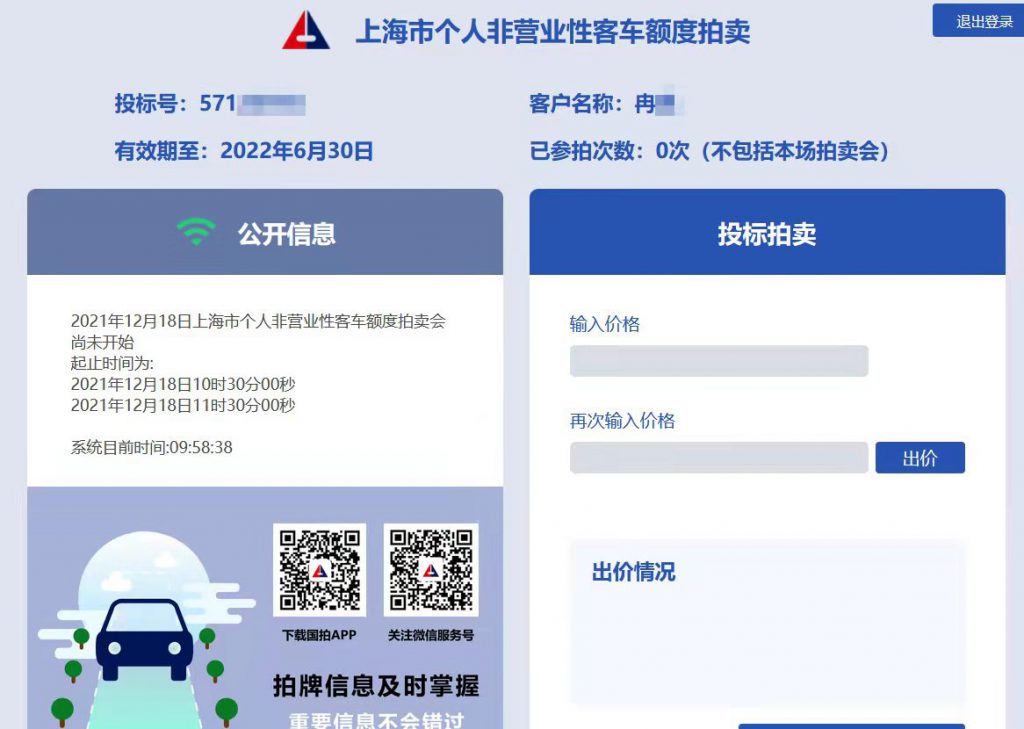 上海市个人非营业性客车额度拍卖
退出登录
投标号：571
客户名称：冉
有效期至：2022年6月30日
已参拍次数：0次（不包括本场拍卖会）
公开信息
2021年12月18日上海市个人非营业性客车额度拍卖会
尚未开始
起止时间为:
2021年12月18日10时30分00秒
2021年12月18日11时30分00秒
系统目前时间:09:58:38
下载国拍APP
关注微信服务号
拍牌信息及时掌握
重要信息不会错过
投标拍卖
输入价格
再次输入价格
出价
出价情况